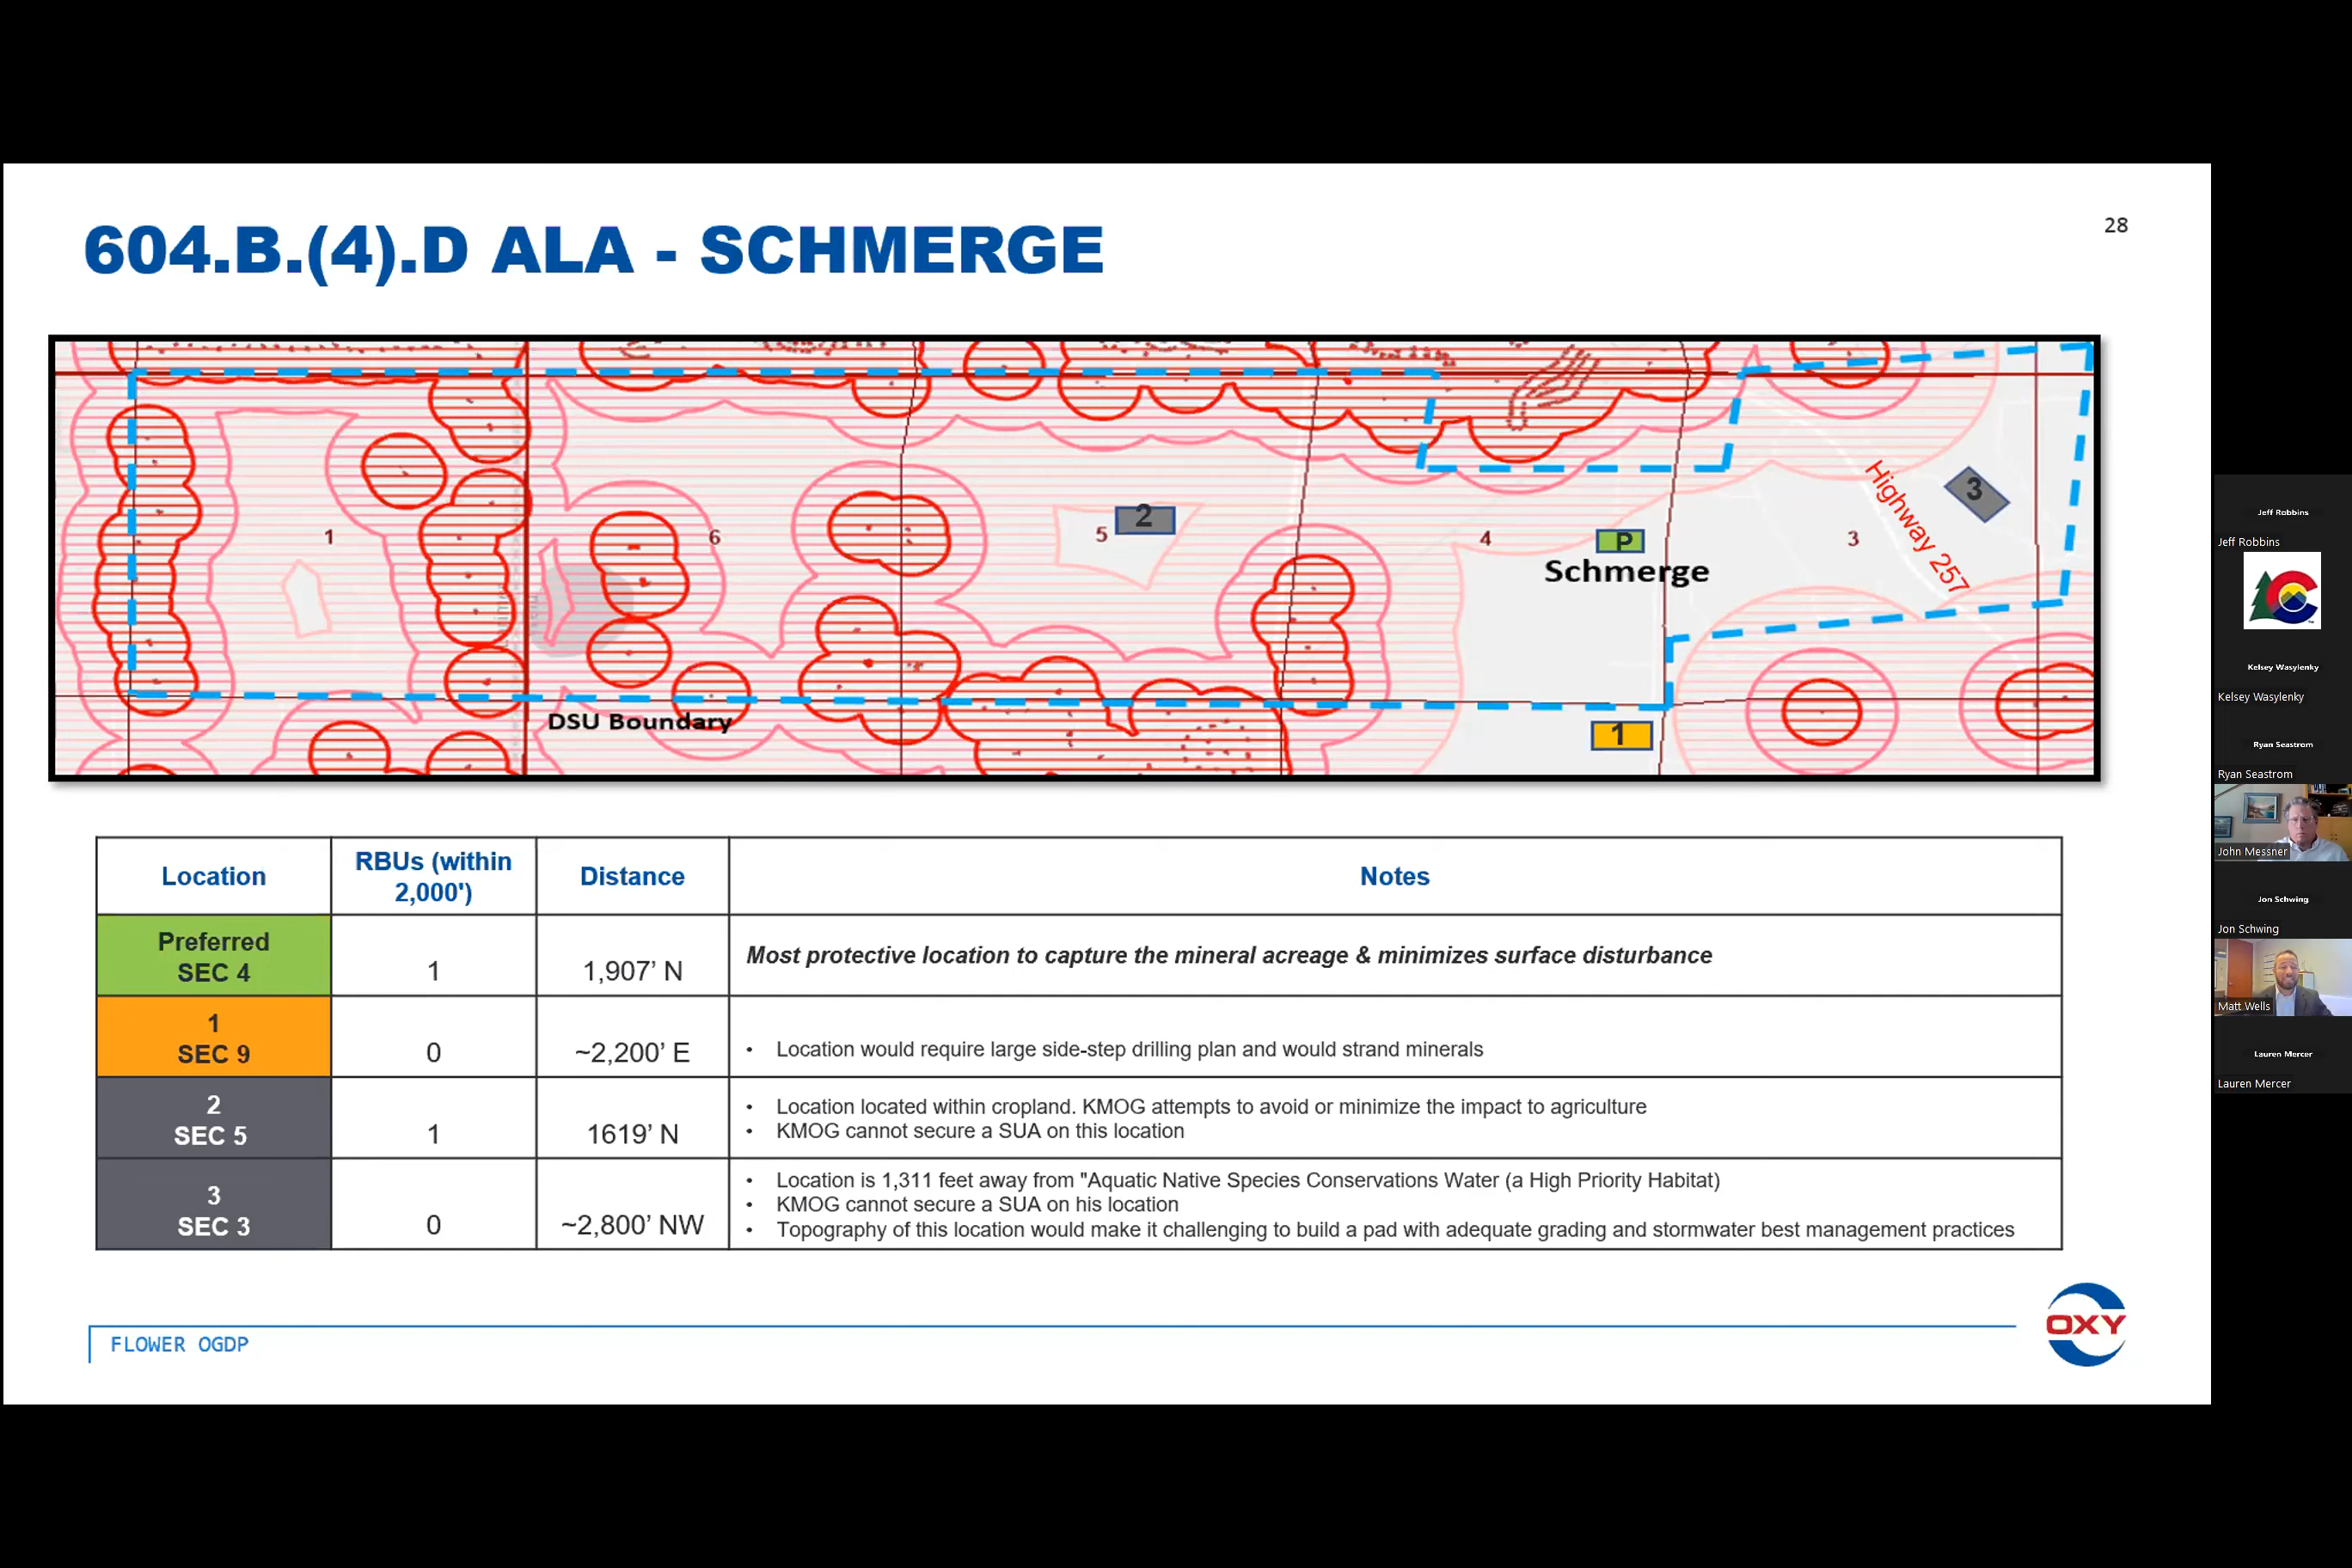 28
604.B.(4).D ALA - SCHMERGE
1
6
5
2
4
P
Schmerge
3
Highway 257
3
DSU Boundary
1
Location
RBUs (within
2,000')
Distance
Notes
Preferred
SEC 4
1
1,907’ N
Most protective location to capture the mineral acreage & minimizes surface disturbance
1
SEC 9
0
~2,200’ E
• Location would require large side-step drilling plan and would strand minerals
2
SEC 5
1
1619’ N
• Location located within cropland. KMOG attempts to avoid or minimize the impact to agriculture
• KMOG cannot secure a SUA on this location
3
SEC 3
0
~2,800’ NW
• Location is 1,311 feet away from "Aquatic Native Species Conservations Water (a High Priority Habitat)
• KMOG cannot secure a SUA on his location
• Topography of this location would make it challenging to build a pad with adequate grading and stormwater best management practices
FLOWER OGDP
OXY
Jeff Robbins
Jeff Robbins
Kelsey Wasylenky
Kelsey Wasylenky
Ryan Seastrom
Ryan Seastrom
John Messner
Jon Schwing
Jon Schwing
Matt Wells
Lauren Mercer
Lauren Mercer